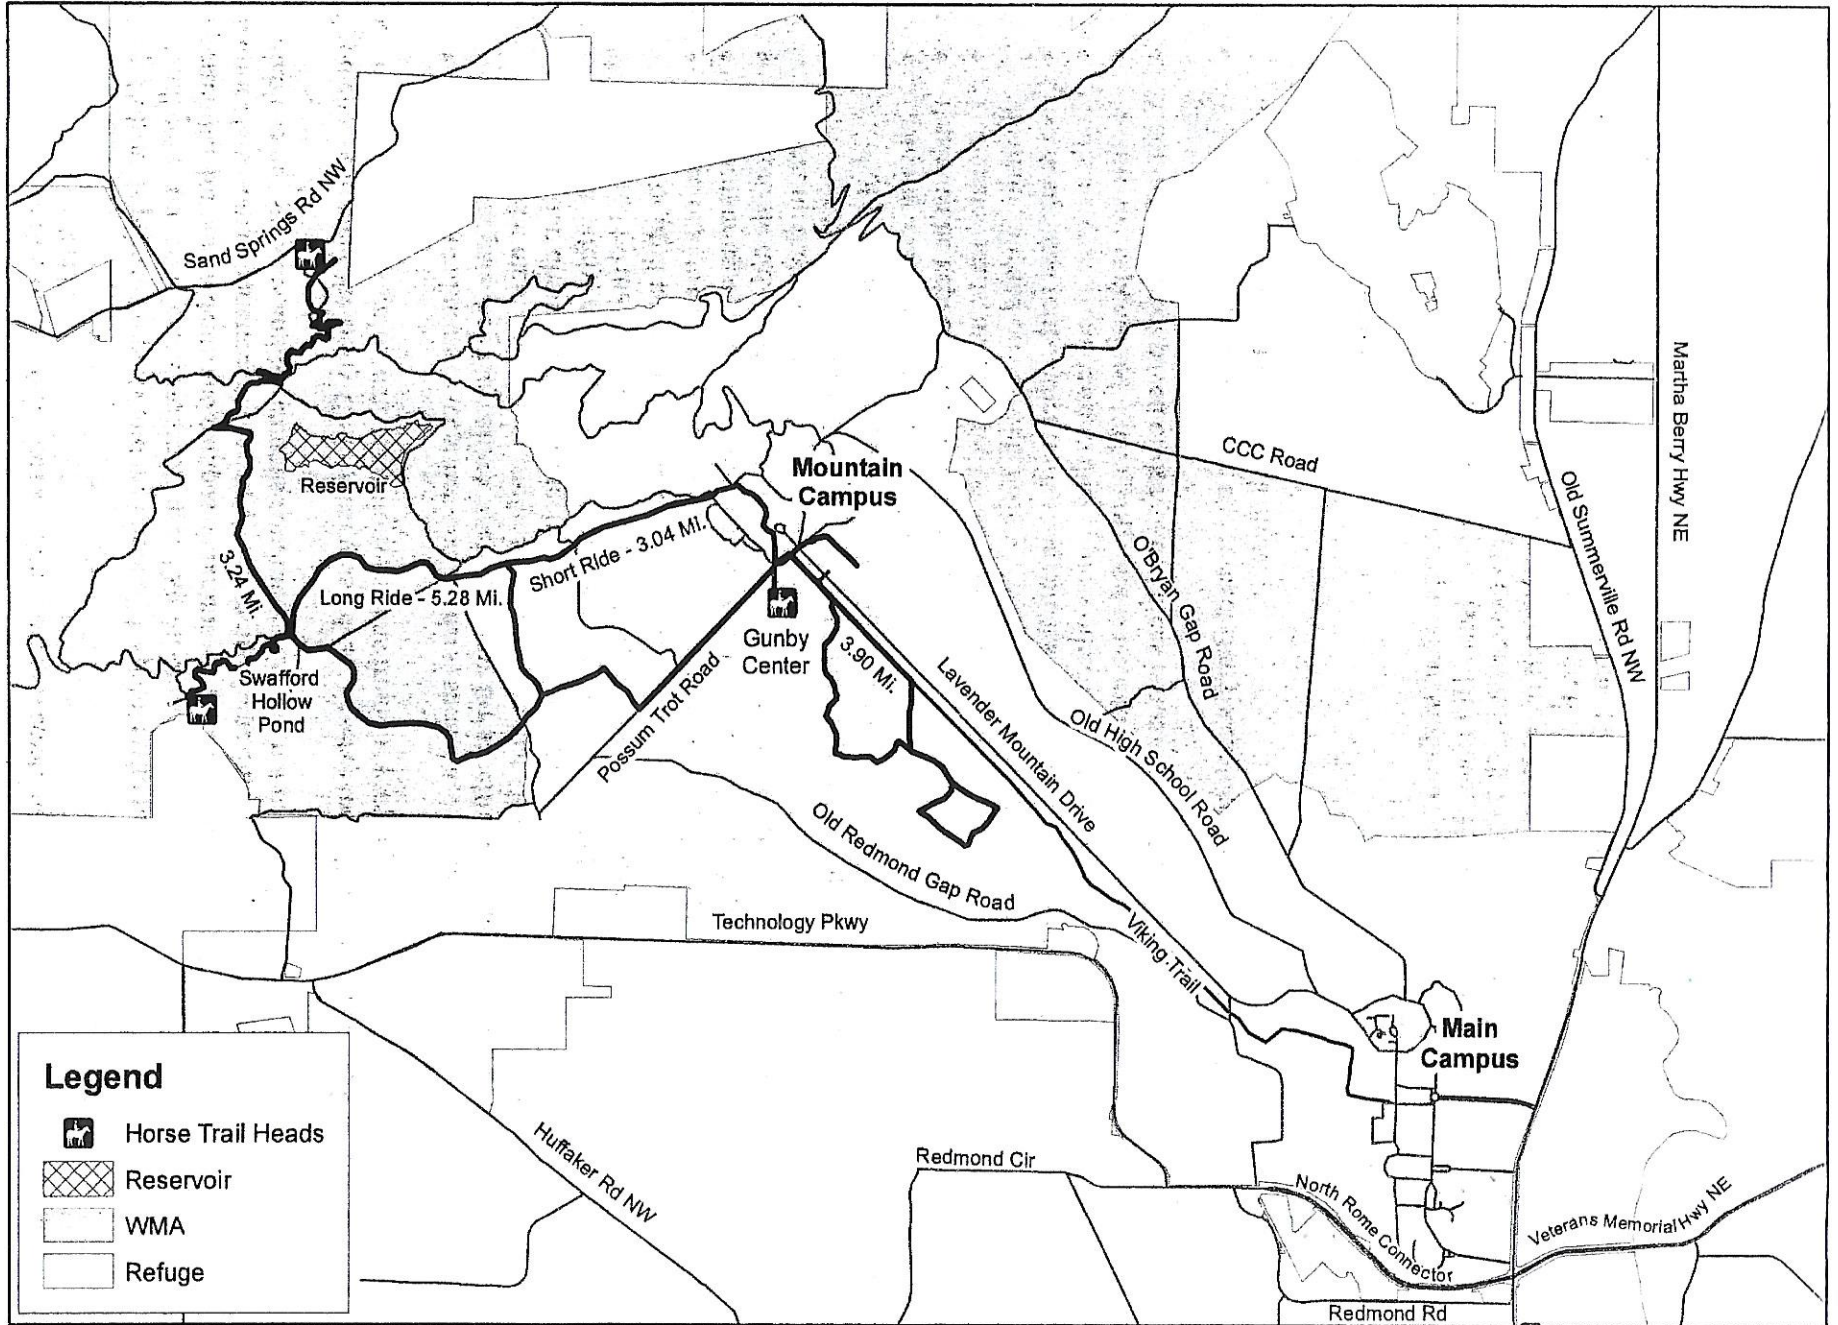 Sand Springs Rd NW
Reservoir
Mountain
Campus
CCC Road
Martha Berry Hwy NE
Old Summerville Rd NW
Short Ride - 3.04 Mi.
3.24 Mi.
Long Ride - 5.28 Mi.
O'Bryan Gap Road
Gunby
Center
Swafford
Hollow
Pond
3.90 Mi.
Possum Trot Road
Lavender Mountain Drive
Old High School Road
Old Redmond Gap Road
Technology Pkwy
Viking Trail
Main
Campus
Legend
Horse Trail Heads
Reservoir
WMA
Refuge
Huffaker Rd NW
Redmond Cir
North Rome Connector
Veterans Memorial Hwy NE
Redmond Rd